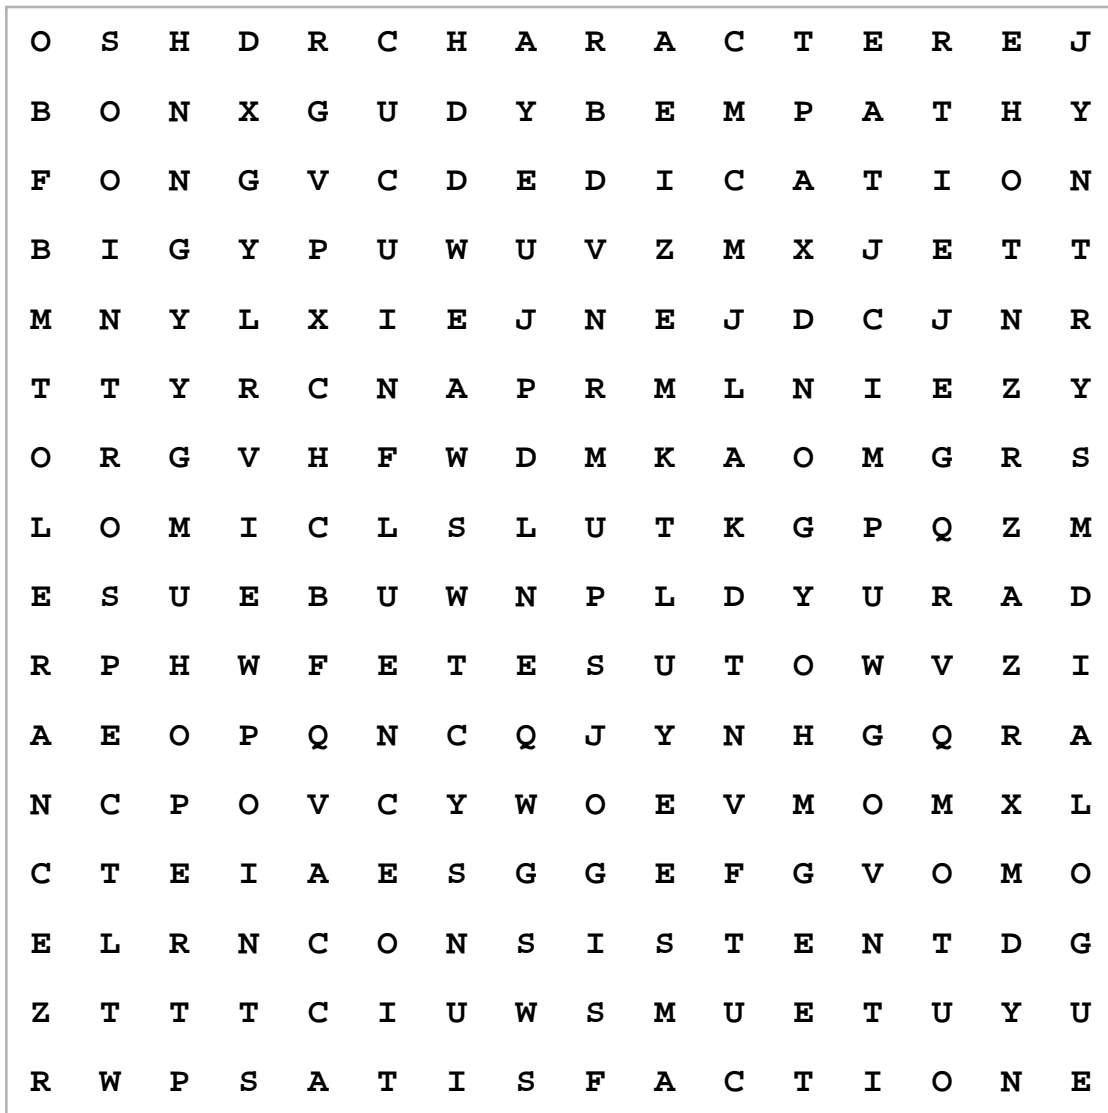 O S H D R C H A R A C T E R E J
B O N X G U D Y B E M P A T H Y
F O N G V C D E D I C A T I O N
B I G Y P U W U V Z M X J E T T
M N Y L X I E J N E J D C J N R
T T Y R C N A P R M L N I E Z Y
O R G V H F W D M K A O M G R S
L O M I C L S L U T K G P Q Z M
E S U E B U W N P L D Y U R A D
R P H W F E T E S U T O W V Z I
A E O P Q N C Q J Y N H G Q R A
N C P O V C Y W O E V M O M X L
C T E I A E S G G E F G V O M O
E L R N C O N S I S T E N T D G
Z T T T C I U W S M U E T U Y U
R W P S A T I S F A C T I O N E